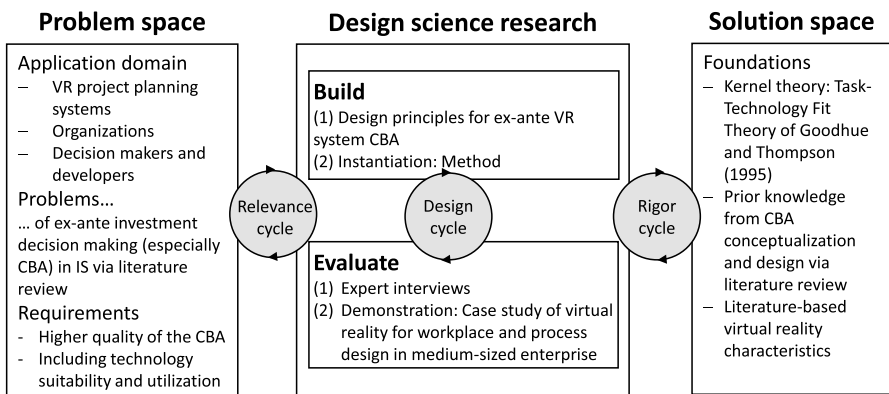 Problem space
Application domain
– VR project planning
systems
– Organizations
– Decision makers and
developers
Problems...
... of ex-ante investment
decision making (especially
CBA) in IS via literature
review
Requirements
- Higher quality of the CBA
- Including technology
suitability and utilization
Relevance
cycle
Design science research
Build
(1) Design principles for ex-ante VR
system CBA
(2) Instantiation: Method
Design
cycle
Evaluate
(1) Expert interviews
(2) Demonstration: Case study of virtual
reality for workplace and process
design in medium-sized enterprise
Rigor
cycle
Solution space
Foundations
– Kernel theory: Task-
Technology Fit
Theory of Goodhue
and Thompson
(1995)
– Prior knowledge
from CBA
conceptualization
and design via
literature review
– Literature-based
virtual reality
characteristics